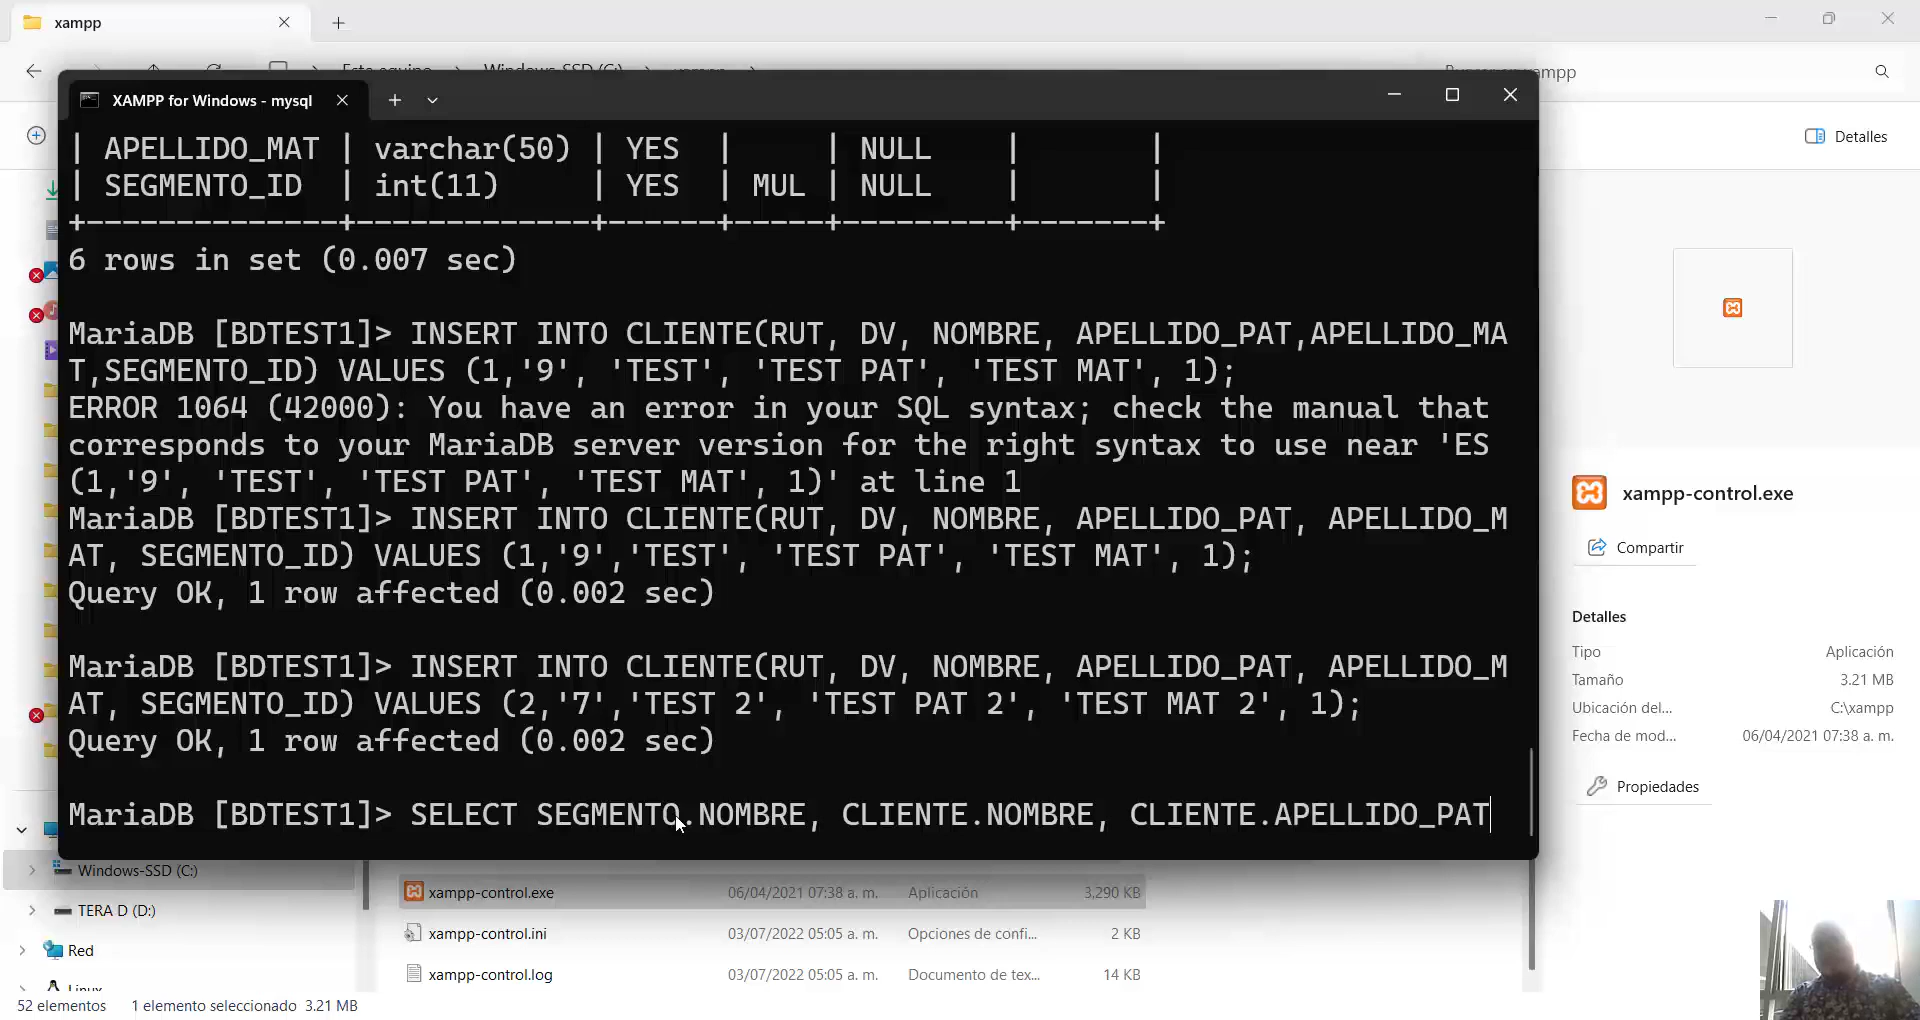 xampp
Este equipo
Windows-SSD (C:)
xampp
Detalles
XAMPP for Windows - mysql
| APELLIDO_MAT | varchar(50) | YES |     | NULL    |       |
| SEGMENTO_ID  | int(11)     | YES | MUL | NULL    |       |
+--------------+-------------+------+-----+---------+-------+
6 rows in set (0.007 sec)
MariaDB [BDTEST1]> INSERT INTO CLIENTE(RUT, DV, NOMBRE, APELLIDO_PAT,APELLIDO_MA
T,SEGMENTO_ID) VALUES (1,'9', 'TEST', 'TEST PAT', 'TEST MAT', 1);
ERROR 1064 (42000): You have an error in your SQL syntax; check the manual that
corresponds to your MariaDB server version for the right syntax to use near 'ES
(1,'9', 'TEST', 'TEST PAT', 'TEST MAT', 1)' at line 1
MariaDB [BDTEST1]> INSERT INTO CLIENTE(RUT, DV, NOMBRE, APELLIDO_PAT, APELLIDO_M
AT, SEGMENTO_ID) VALUES (1,'9','TEST', 'TEST PAT', 'TEST MAT', 1);
Query OK, 1 row affected (0.002 sec)
MariaDB [BDTEST1]> INSERT INTO CLIENTE(RUT, DV, NOMBRE, APELLIDO_PAT, APELLIDO_M
AT, SEGMENTO_ID) VALUES (2,'7','TEST 2', 'TEST PAT 2', 'TEST MAT 2', 1);
Query OK, 1 row affected (0.002 sec)
MariaDB [BDTEST1]> SELECT SEGMENTO.NOMBRE, CLIENTE.NOMBRE, CLIENTE.APELLIDO_PAT
xampp-control.exe
Compartir
Detalles
Tipo Aplicación
Tamaño 3.21 MB
Ubicación del... C:\xampp
Fecha de mod... 06/04/2021 07:38 a. m.
Propiedades
Windows-SSD (C:)
TERA D (D:)
Red
Linux
xampp-control.exe 06/04/2021 07:38 a. m. Aplicación 3,290 KB
xampp-control.ini 03/07/2022 05:05 a. m. Opciones de confi... 2 KB
xampp-control.log 03/07/2022 05:05 a. m. Documento de tex... 14 KB
52 elementos 1 elemento seleccionado 3.21 MB